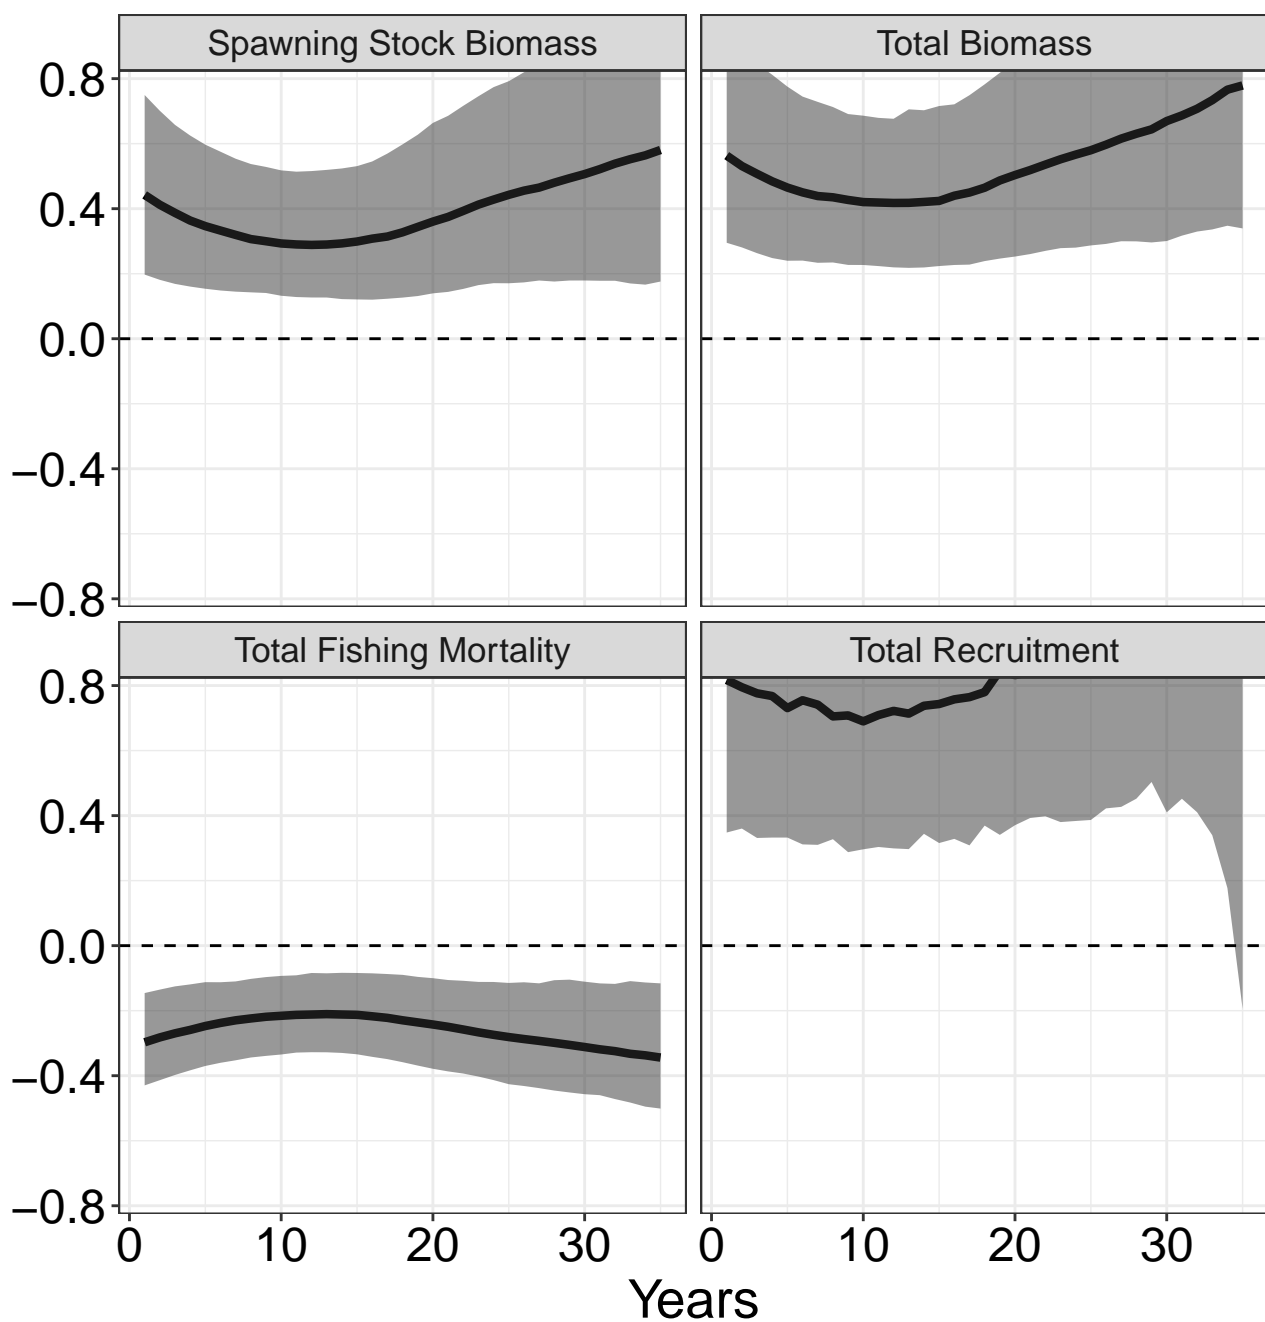 Spawning Stock Biomass
Total Biomass
0.8
0.4
0.0
−0.4
−0.8
Total Fishing Mortality
Total Recruitment
0.8
0.4
0.0
−0.4
−0.8
0 10 20 30
0 10 20 30
Years